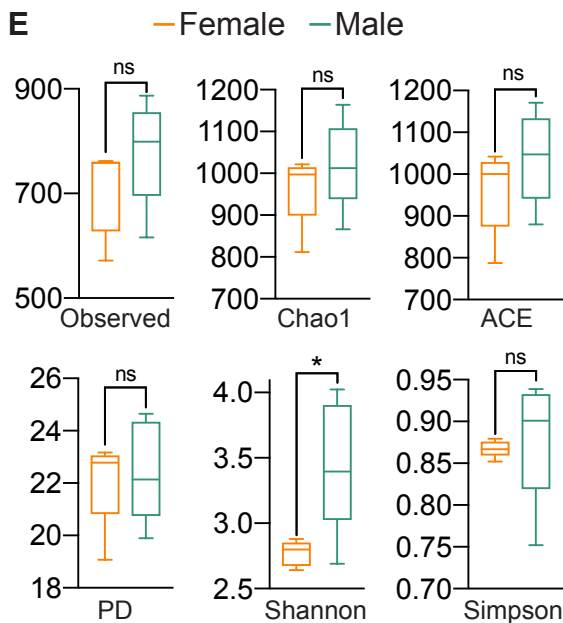 E
Female Male
ns
900
700
500
Observed
ns
1200
1100
1000
900
800
700
Chao1
ns
1200
1100
1000
900
800
700
ACE
ns
26
24
22
20
18
PD
*
4.0
3.5
3.0
2.5
Shannon
ns
0.95
0.90
0.85
0.80
0.75
0.70
Simpson